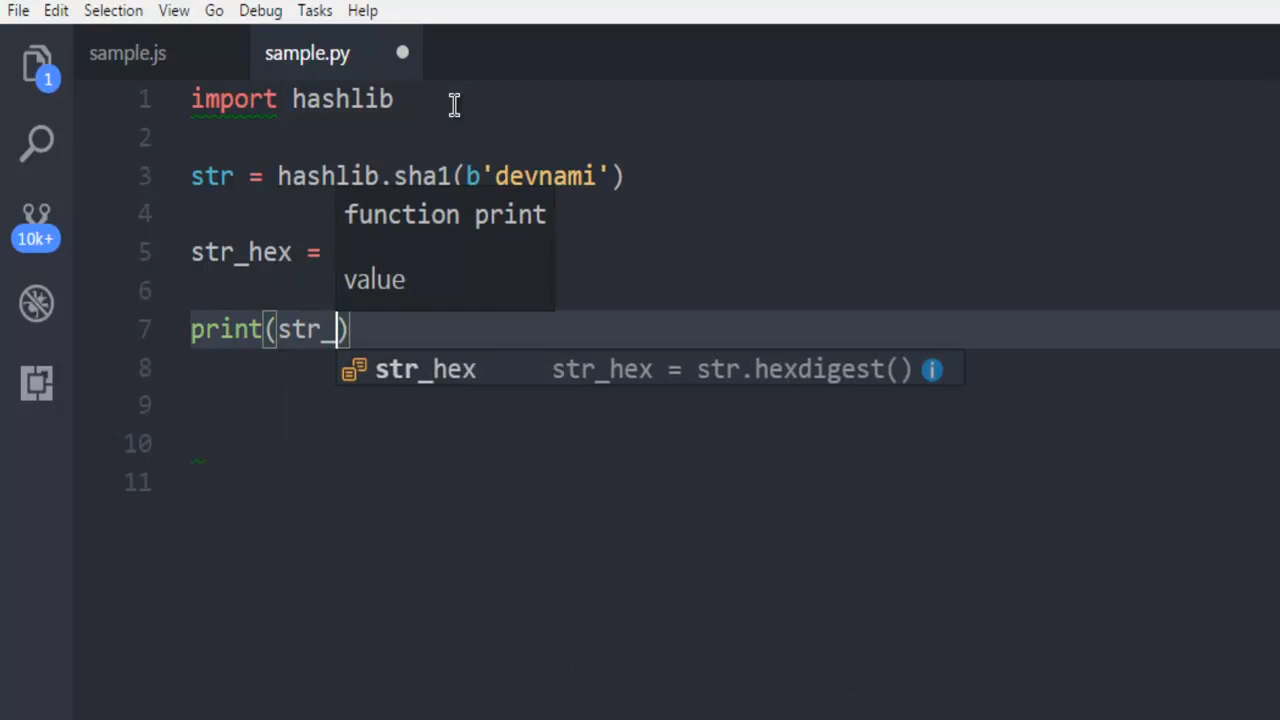 File Edit Selection View Go Debug Tasks Help
sample.js sample.py
1 import hashlib
2
3 str = hashlib.sha1(b'devnami')
4 function print
5 str_hex =
value
6
7 print(str_)
8 str_hex str_hex = str.hexdigest()
9
10
11
1
10k+